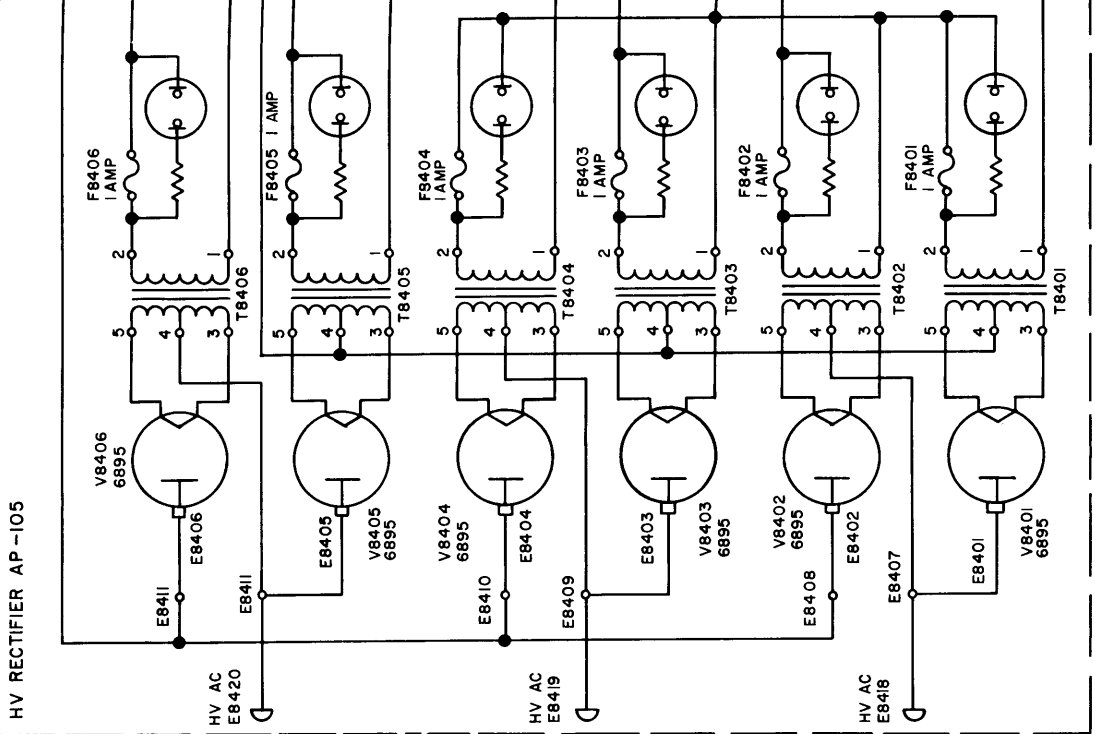 HV RECTIFIER AP-105
F8406
1 AMP
F8405 1 AMP
F8404
1 AMP
F8403
1 AMP
F8402
1 AMP
F8401
1 AMP
2
1
2
1
2
1
2
1
2
1
2
1
T8406
T8405
T8404
T8403
T8402
T8401
5
4
3
5
4
3
5
4
3
5
4
3
5
4
3
5
4
3
V8406
6895
E8406
E8405
V8405
6895
V8404
6895
E8404
E8403
V8403
6895
V8402
6895
E8402
E8401
V8401
6895
E8411
E8411
E8410
E8409
E8408
E8407
HV AC
E8420
HV AC
E8419
HV AC
E8418